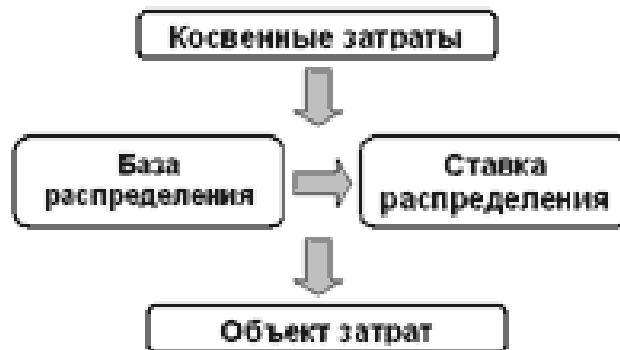 Косвенные затраты
База
распределения
Ставка
распределения
Объект затрат